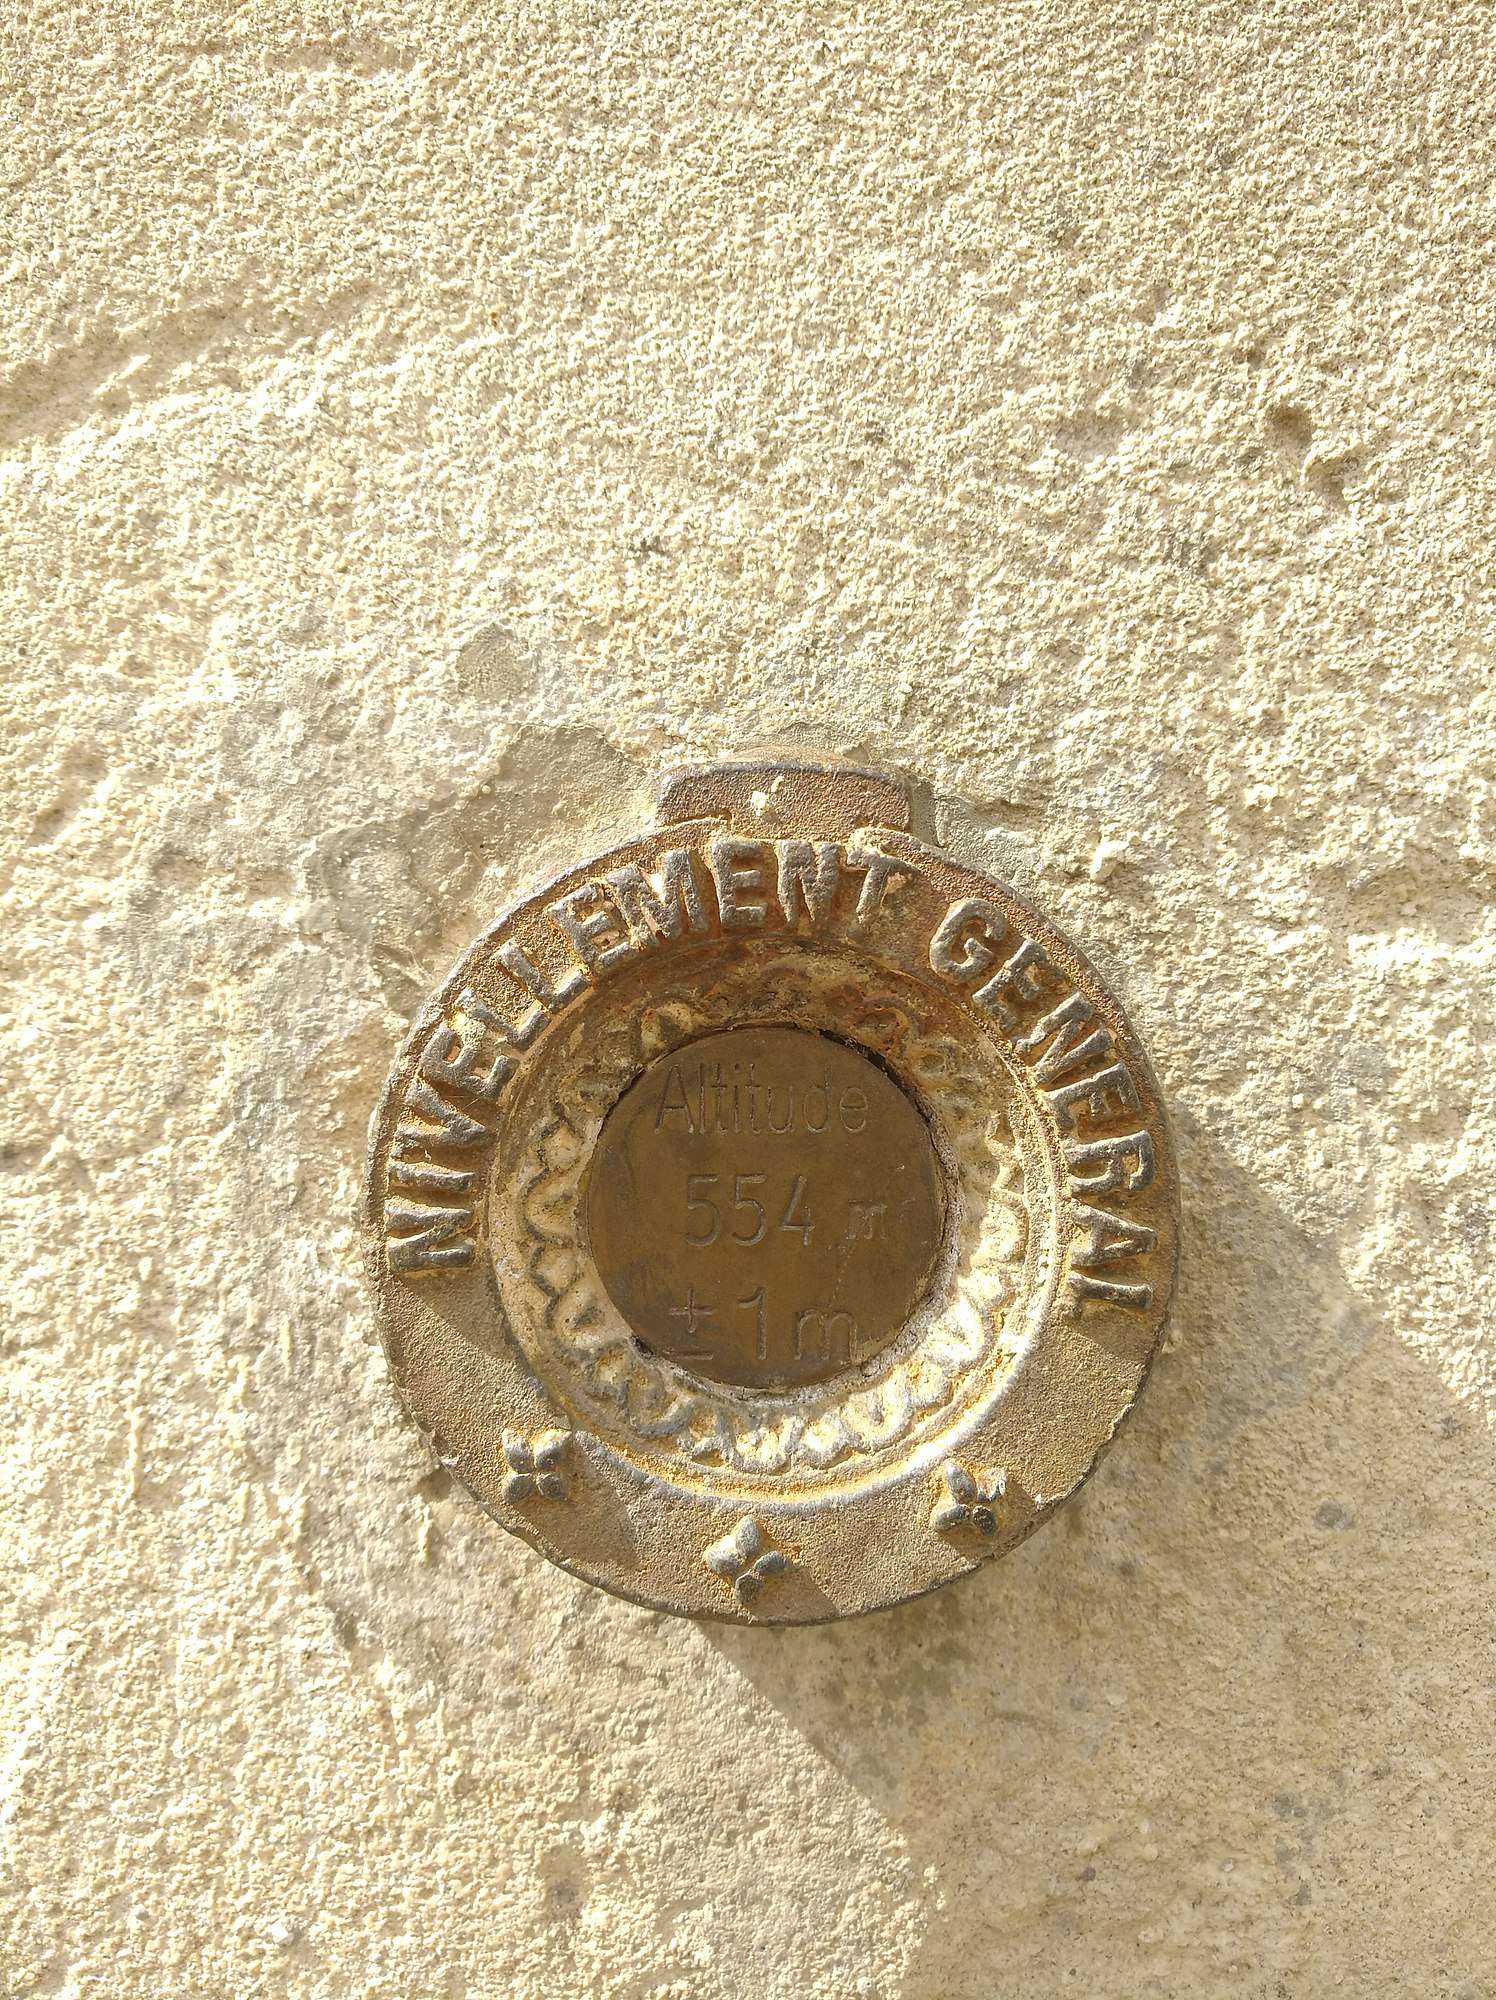 NIVELLEMENT GENERAL
Altitude
554 m
± 1 m